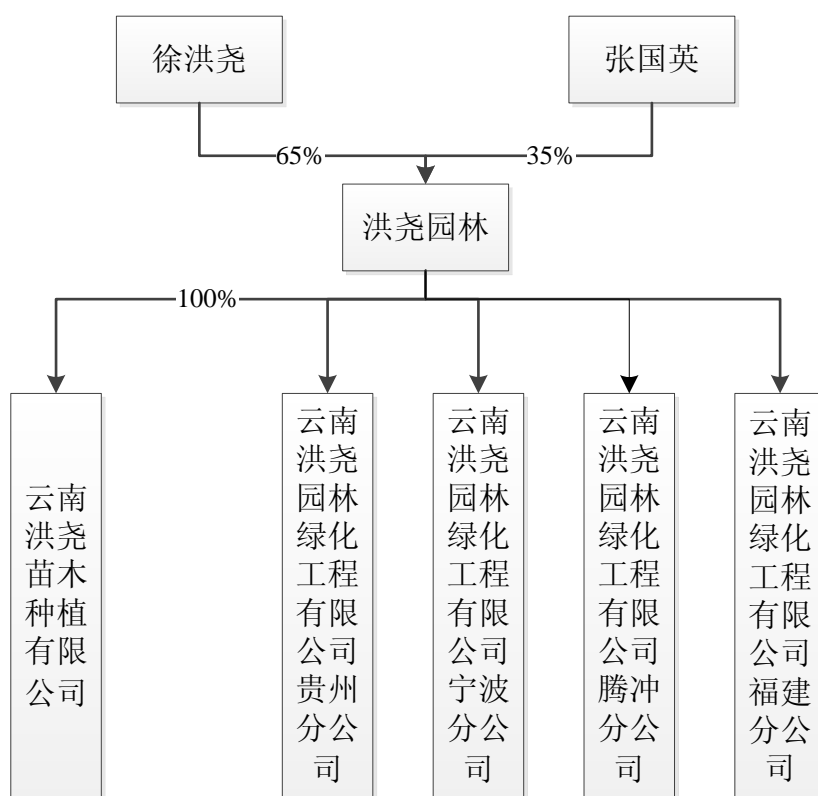 徐洪尧
张国英
65%
35%
洪尧园林
100%
云南
洪尧
苗木
种植
有限
公司
云南
洪尧
园林
绿化
工程
有限
公司
贵州
分公
司
云南
洪尧
园林
绿化
工程
有限
公司
宁波
分公
司
云南
洪尧
园林
绿化
工程
有限
公司
腾冲
分公
司
云南
洪尧
园林
绿化
工程
有限
公司
福建
分公
司